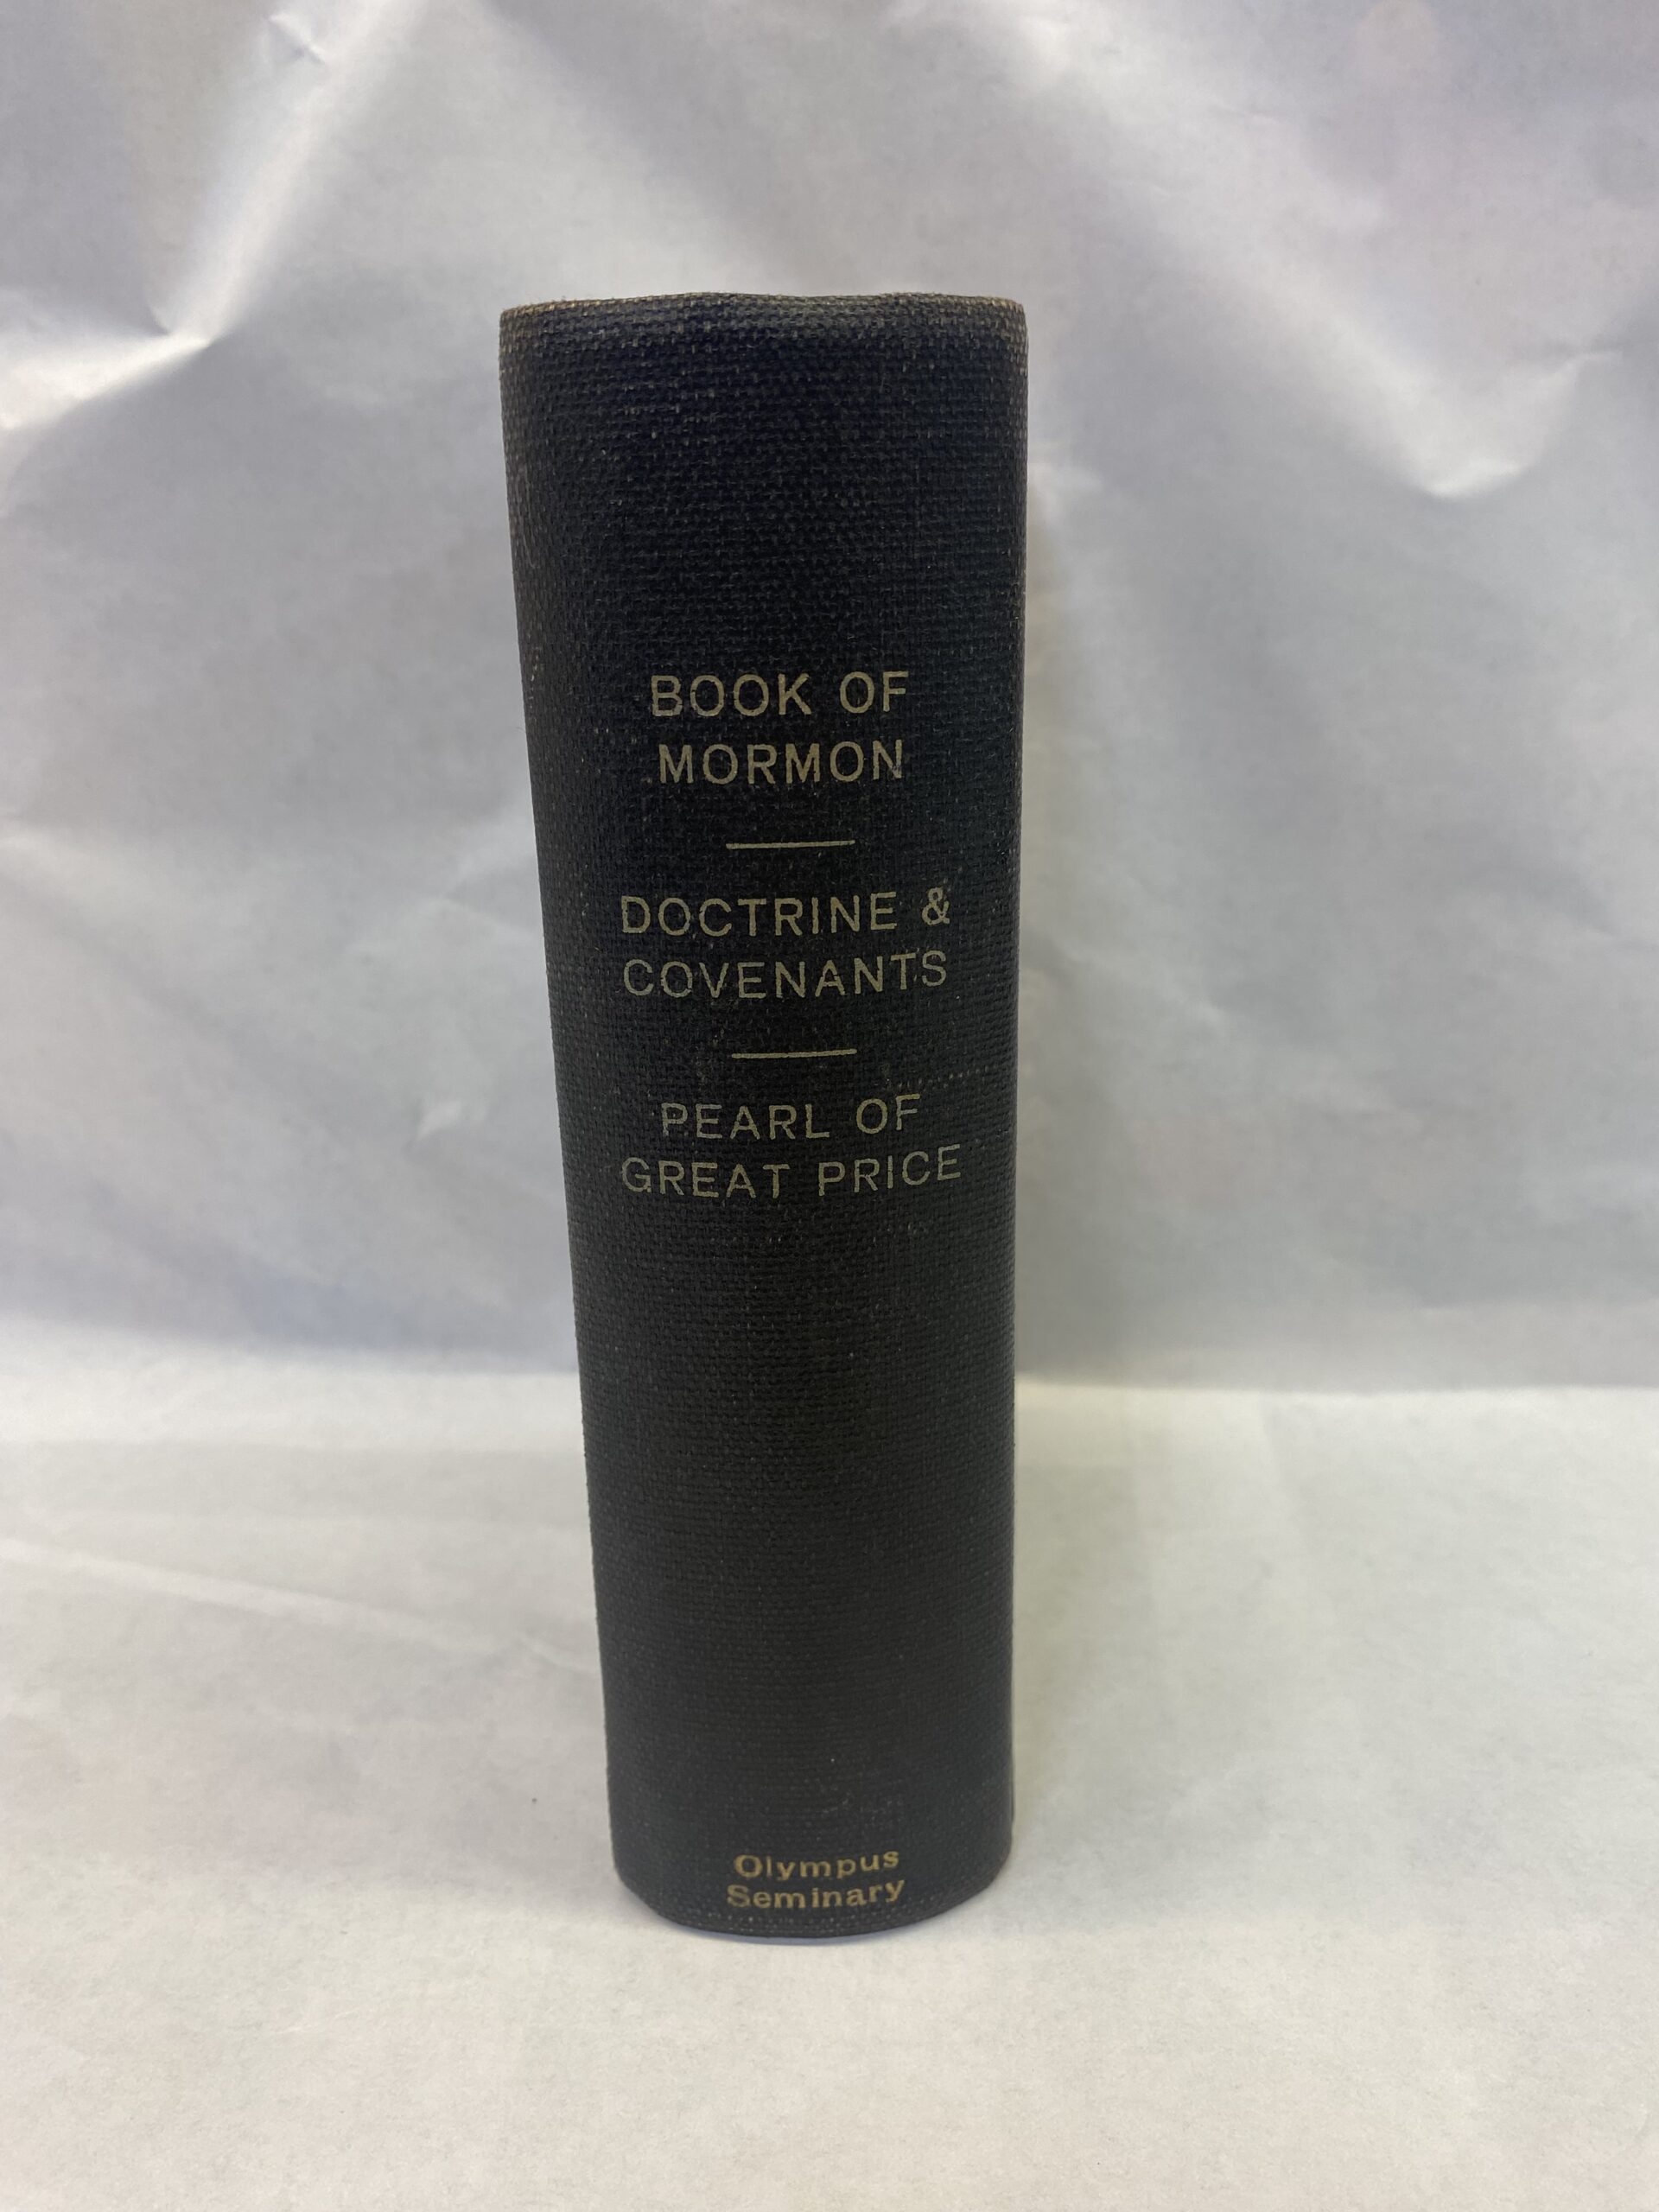 BOOK OF
MORMON
DOCTRINE &
COVENANTS
PEARL OF
GREAT PRICE
Olympus
Seminary